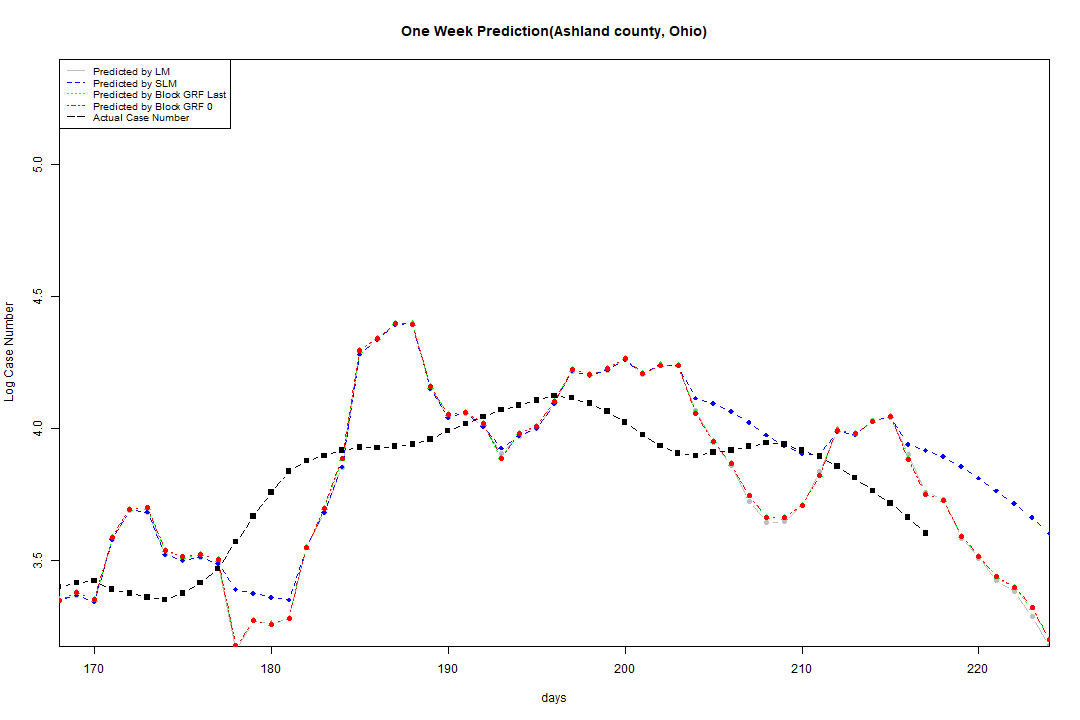 One Week Prediction(Ashland county, Ohio)
Predicted by LM
Predicted by SLM
Predicted by Block GRF Last
Predicted by Block GRF 0
Actual Case Number
5.0
4.5
4.0
3.5
Log Case Number
170 180 190 200 210 220
days